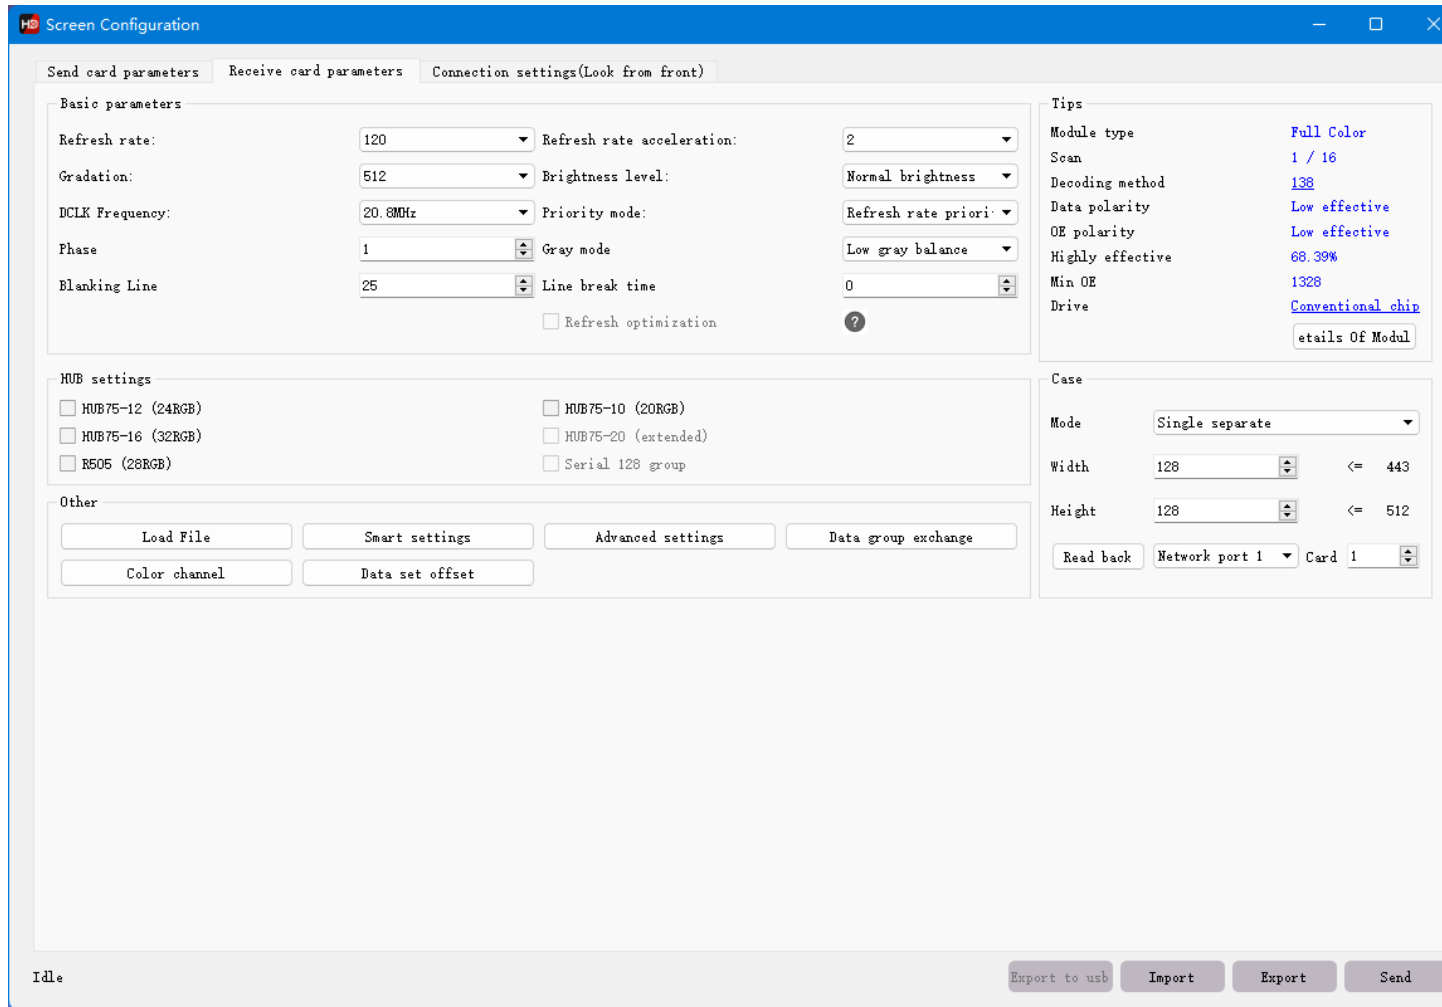 HD Screen Configuration
Send card parameters Receive card parameters Connection settings(Look from front)
Basic parameters
Refresh rate: 120 Refresh rate acceleration: 2
Gradation: 512 Brightness level: Normal brightness
DCLK Frequency: 20.8MHz Priority mode: Refresh rate priori
Phase 1 Gray mode Low gray balance
Blanking Line 25 Line break time 0
Refresh optimization ?
Tips
Module type Full Color
Scan 1 / 16
Decoding method 138
Data polarity Low effective
OE polarity Low effective
Highly effective 68.39%
Min OE 1328
Drive Conventional chip
etails Of Modul
HUB settings
HUB75-12 (24RGB) HUB75-10 (20RGB)
HUB75-16 (32RGB) HUB75-20 (extended)
R505 (28RGB) Serial 128 group
Case
Mode Single separate
Width 128 <= 443
Height 128 <= 512
Read back Network port 1 Card 1
Other
Load File Smart settings Advanced settings Data group exchange
Color channel Data set offset
Idle Export to usb Import Export Send